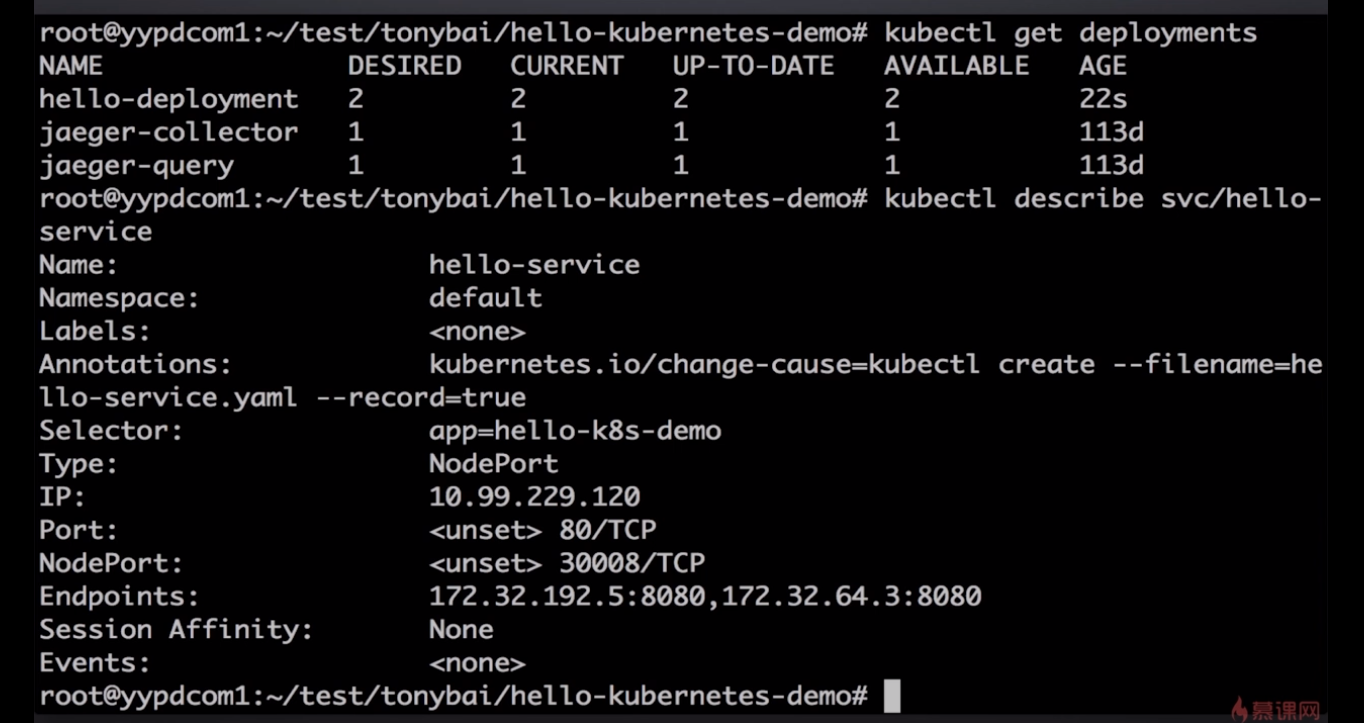 root@yypdcom1:~/test/tonybai/hello-kubernetes-demo# kubectl get deployments
NAME DESIRED CURRENT UP-TO-DATE AVAILABLE AGE
hello-deployment 2 2 2 2 22s
jaeger-collector 1 1 1 1 113d
jaeger-query 1 1 1 1 113d
root@yypdcom1:~/test/tonybai/hello-kubernetes-demo# kubectl describe svc/hello-
service
Name: hello-service
Namespace: default
Labels: <none>
Annotations: kubernetes.io/change-cause=kubectl create --filename=he
llo-service.yaml --record=true
Selector: app=hello-k8s-demo
Type: NodePort
IP: 10.99.229.120
Port: <unset> 80/TCP
NodePort: <unset> 30008/TCP
Endpoints: 172.32.192.5:8080,172.32.64.3:8080
Session Affinity: None
Events: <none>
root@yypdcom1:~/test/tonybai/hello-kubernetes-demo#
慕课网